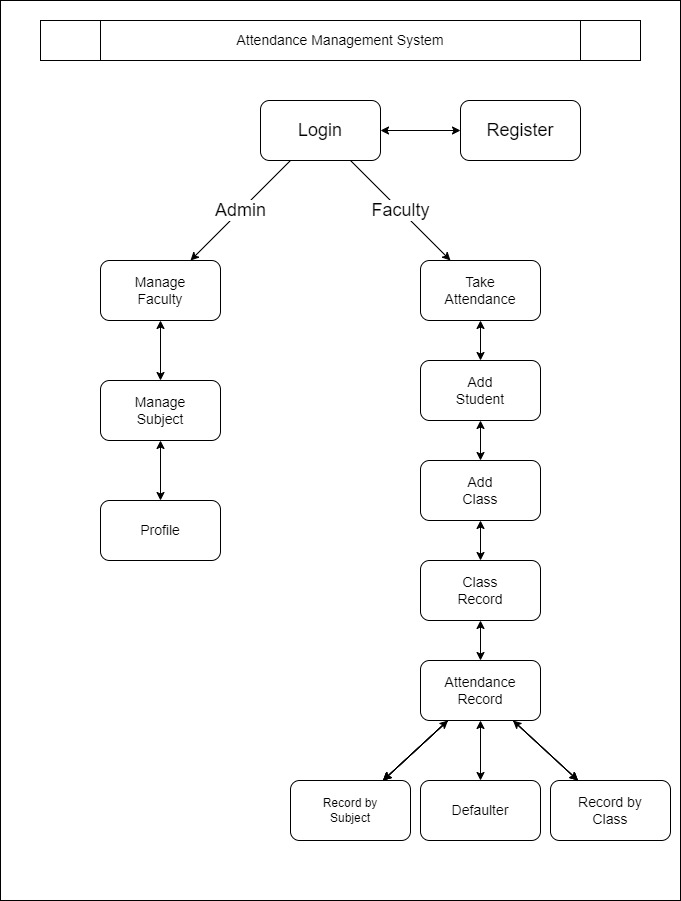 Attendance Management System
Login
Register
Admin
Faculty
Manage
Faculty
Take
Attendance
Manage
Subject
Add
Student
Add
Class
Profile
Class
Record
Attendance
Record
Record by
Subject
Defaulter
Record by
Class